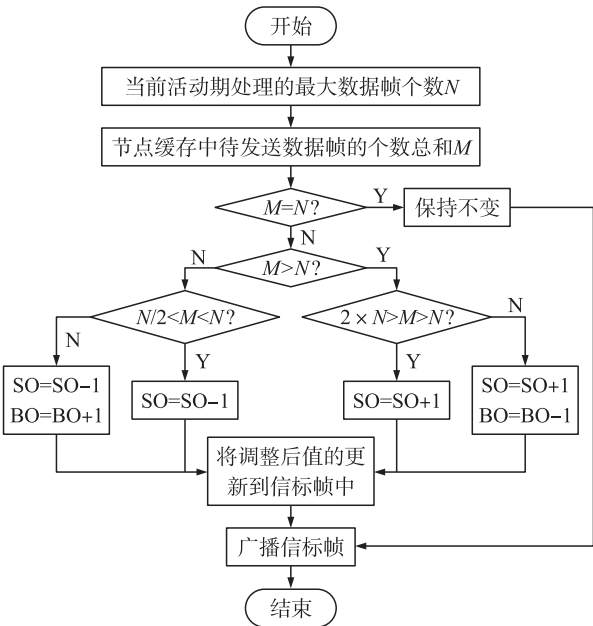 开始
当前活动期处理的最大数据帧个数N
节点缓存中待发送数据帧的个数总和M
M=N?
Y
保持不变
N
M>N?
N
Y
N/2<M<N?
2×N>M>N?
N
Y
Y
N
SO=SO−1
BO=BO+1
SO=SO−1
SO=SO+1
SO=SO+1
BO=BO−1
将调整后值的更
新到信标帧中
广播信标帧
结束